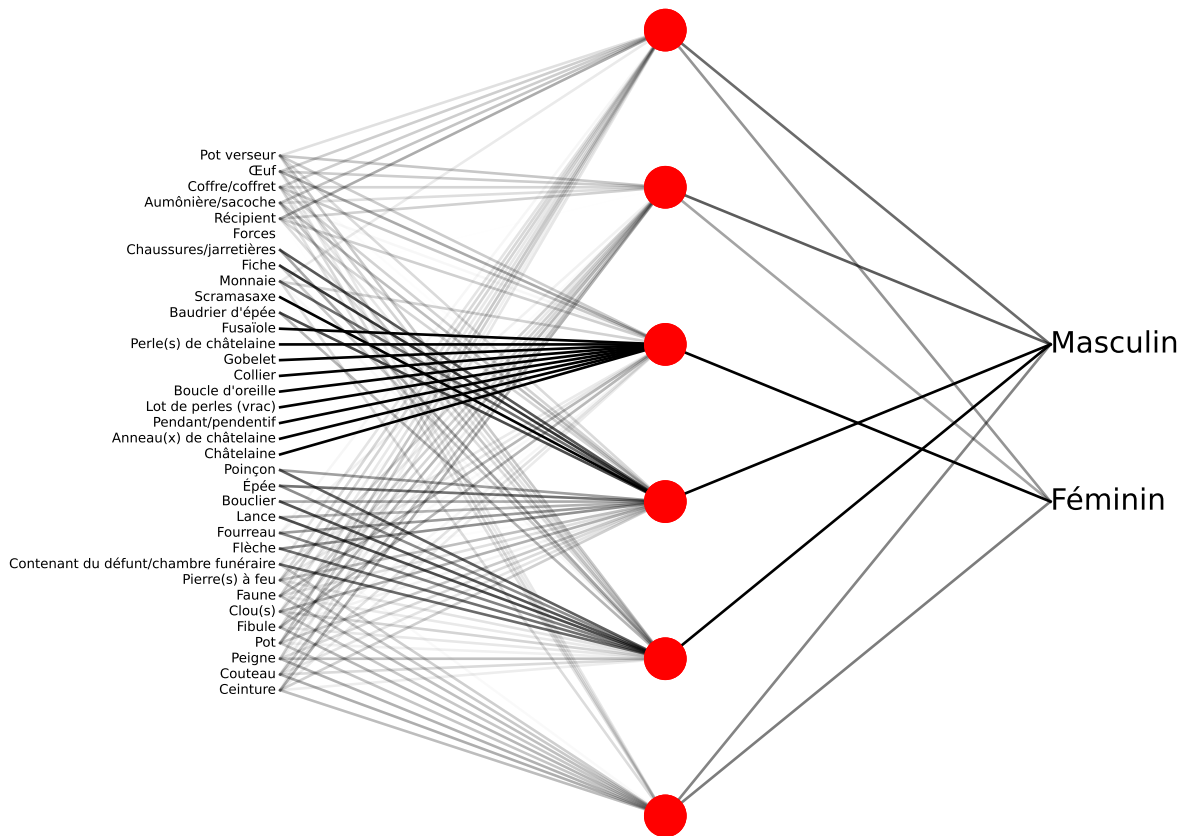 Pot verseur
Œuf
Coffre/coffret
Aumônière/sacoche
Récipient
Forces
Chaussures/jarretières
Fiche
Monnaie
Scramasaxe
Baudrier d'épée
Fusaïole
Perle(s) de châtelaine
Gobelet
Collier
Boucle d'oreille
Lot de perles (vrac)
Pendant/pendentif
Anneau(x) de châtelaine
Châtelaine
Poinçon
Épée
Bouclier
Lance
Fourreau
Flèche
Contenant du défunt/chambre funéraire
Pierre(s) à feu
Faune
Clou(s)
Fibule
Pot
Peigne
Couteau
Ceinture
Masculin
Féminin